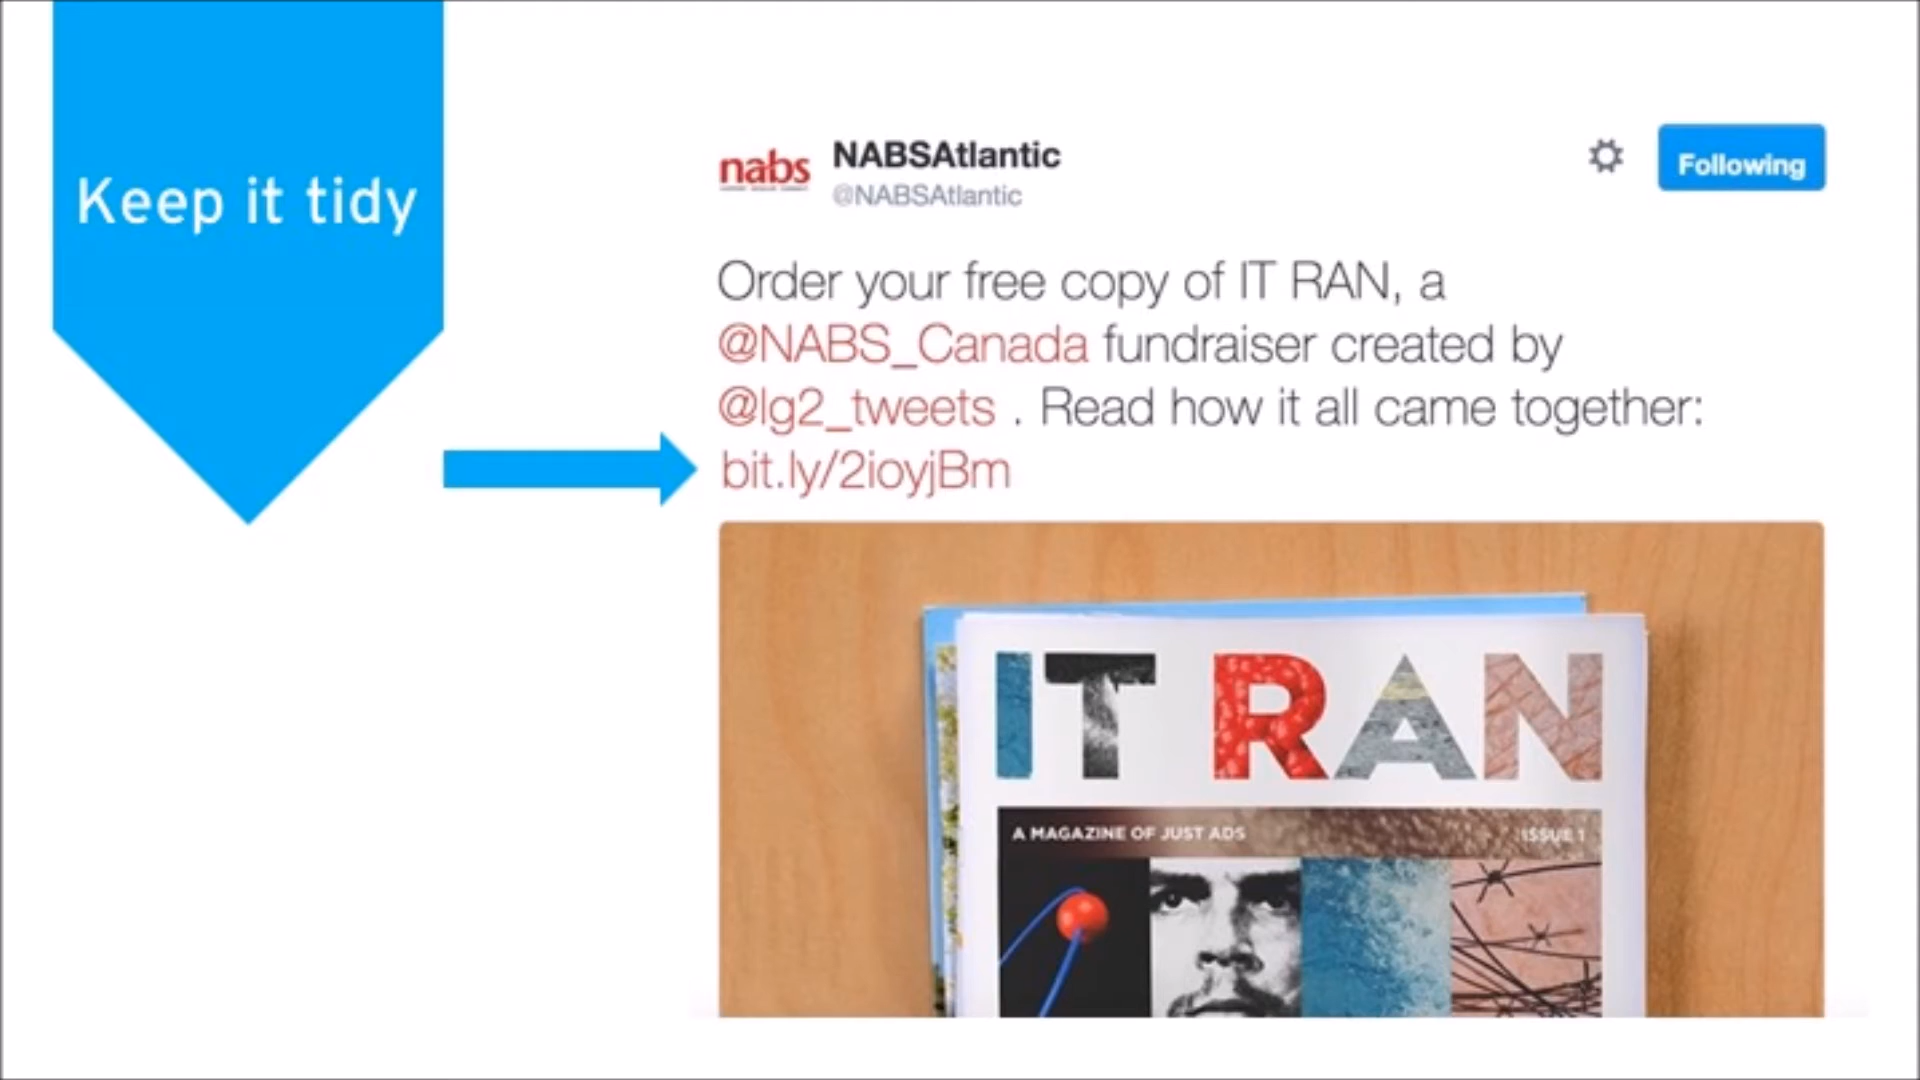 Keep it tidy
nabs
NABSAtlantic
@NABSAtlantic
Following
Order your free copy of IT RAN, a
@NABS_Canada fundraiser created by
@lg2_tweets . Read how it all came together:
bit.ly/2ioyjBm
IT RAN
A MAGAZINE OF JUST ADS
ISSUE 1